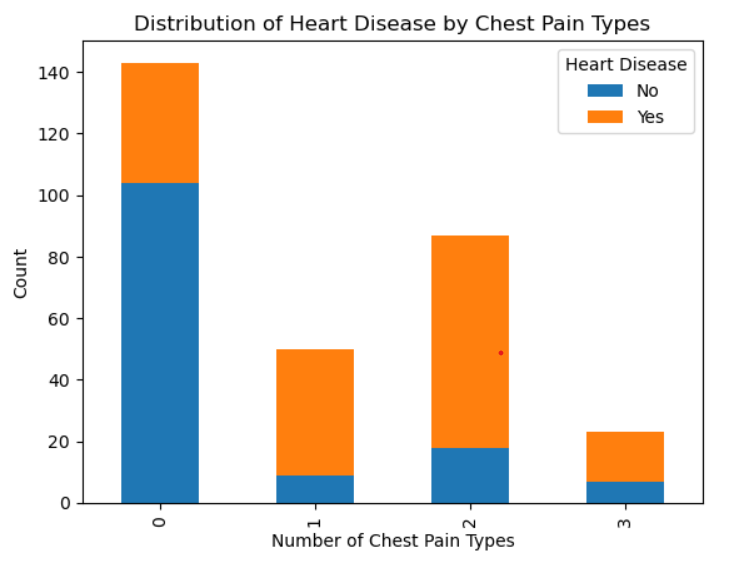 Distribution of Heart Disease by Chest Pain Types
Heart Disease
No
Yes
140
120
100
80
60
40
20
0
Count
0 1 2 3
Number of Chest Pain Types